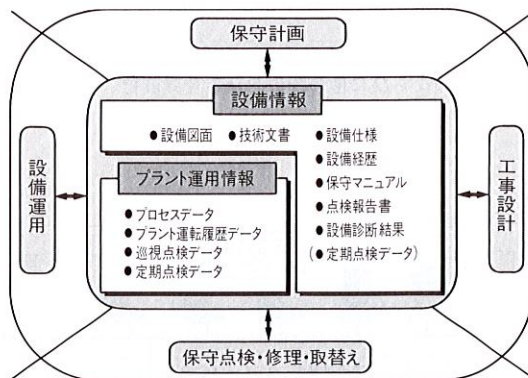 保守計画
設備情報
●設備図面 ●技術文書
●設備仕様
●設備経歴
●保守マニュアル
●点検報告書
●設備診断結果
(●定期点検データ)
プラント運用情報
●プロセスデータ
●プラント運転履歴データ
●巡視点検データ
●定期点検データ
設備運用
工事設計
保守点検・修理・取替え